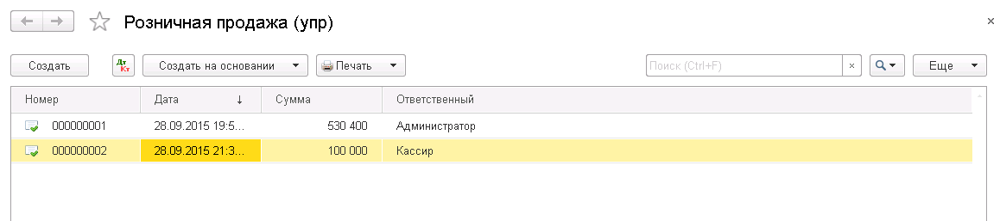 Розничная продажа (упр)
Создать Дт Кт Создать на основании Печать Поиск (Ctrl+F) × Еще
Номер Дата ↓ Сумма Ответственный
000000001 28.09.2015 19:5... 530 400 Администратор
000000002 28.09.2015 21:3... 100 000 Кассир